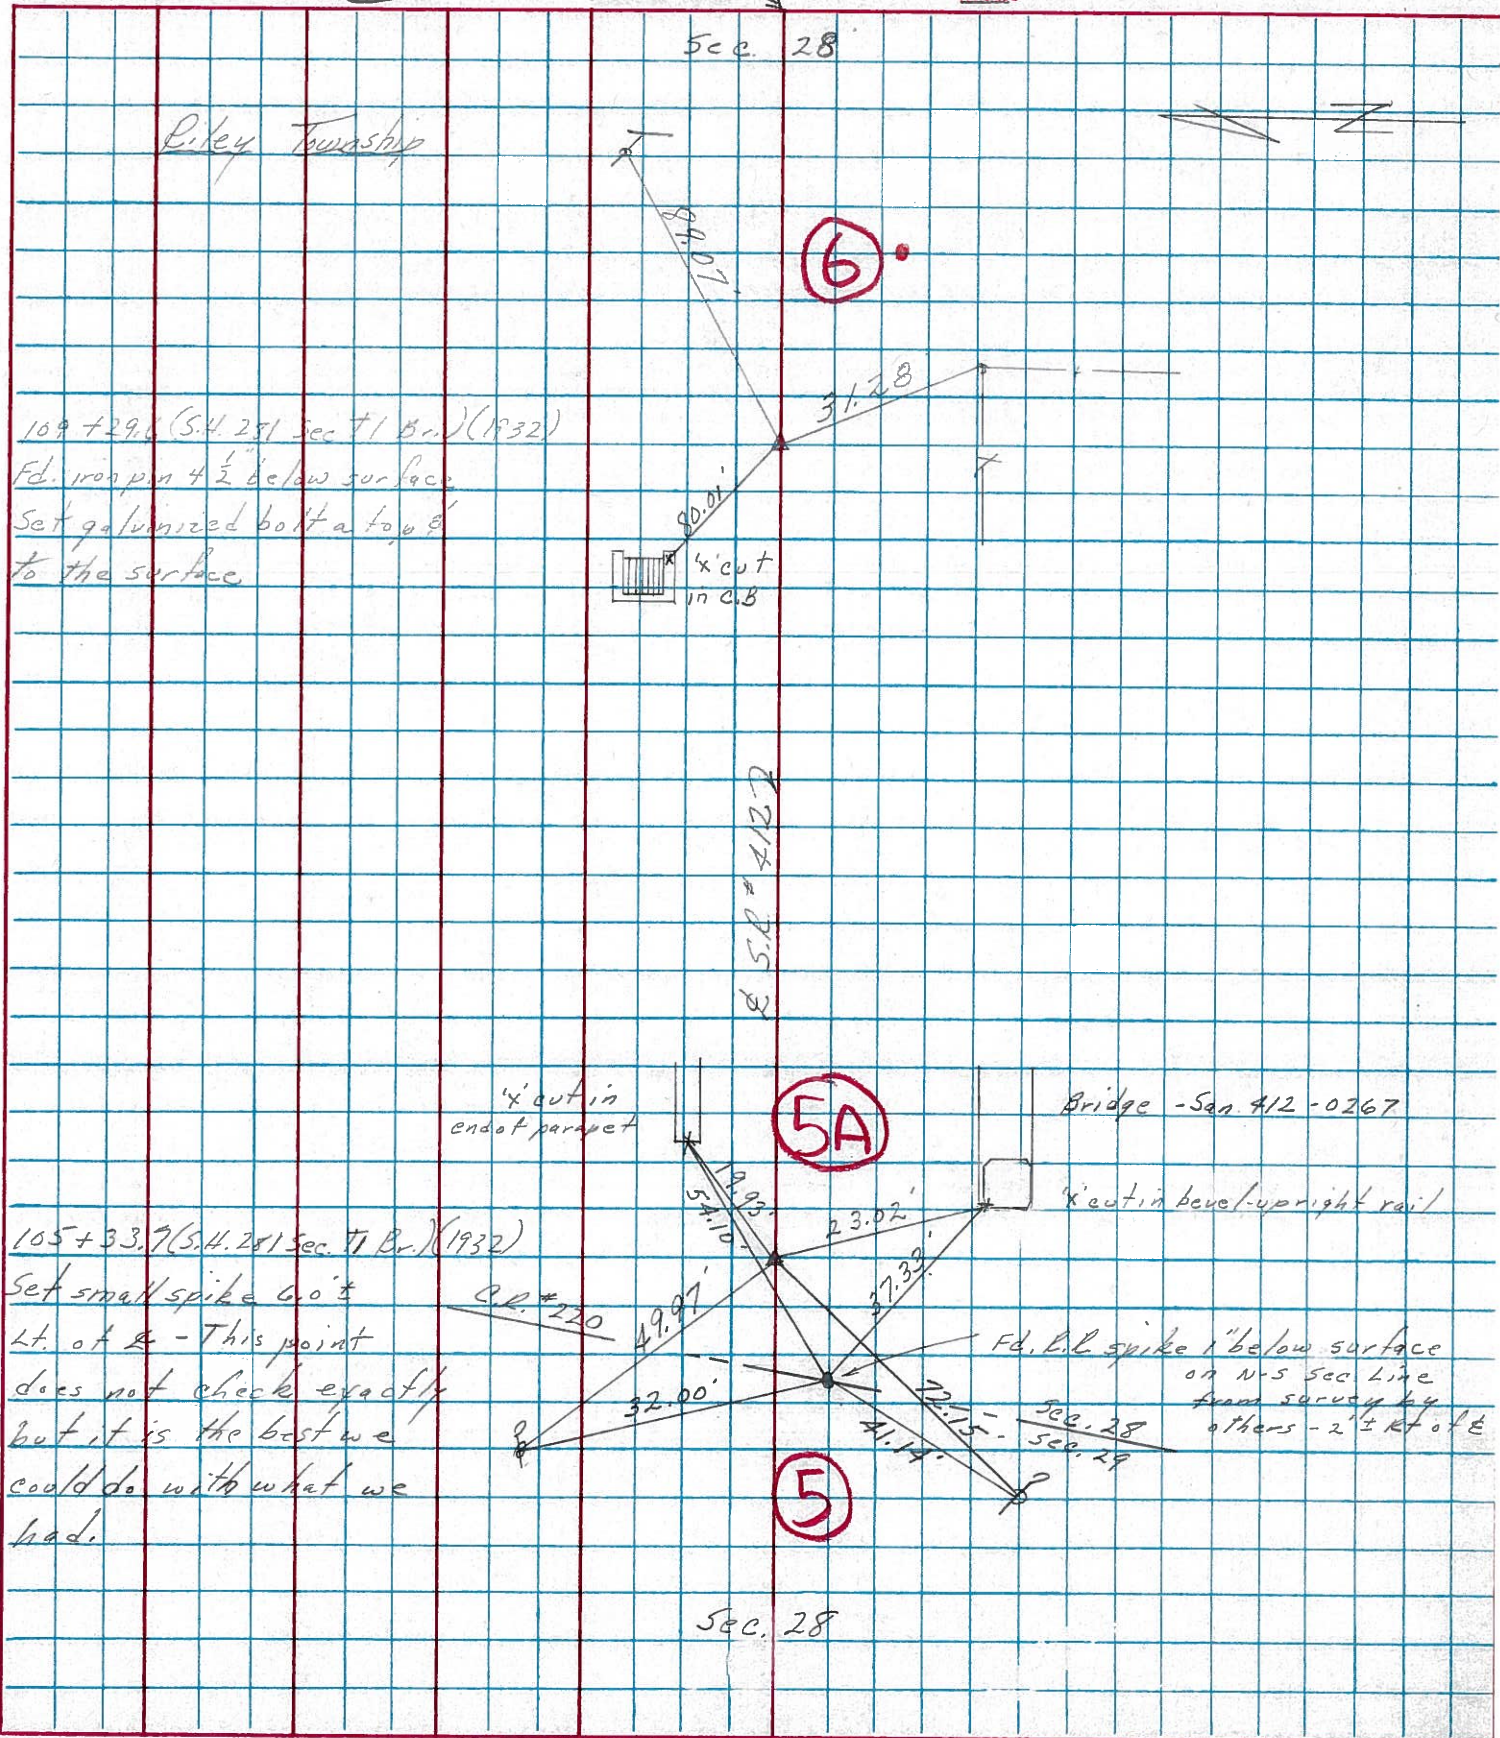 Sec. 28
Riley Township
N
89.07'
6
31.28
109 + 29.6 (S.H. 281 Sec #1 Br.)(1932)
Fd. iron pin 4 1/2" below surface
Set galvanized bolt a top &
to the surface
80.01'
'x' cut
in C.B
℄ S.R. # 412
'x' cut in
end of parapet
5A
Bridge - San 412 - 0267
19.93'
54.10'
23.02'
'x' cut in bevel-upright rail
105 + 33.9 (S.H. 281 Sec. #1 Br.)(1932)
Set small spike 6.0' ±
Lt. of ℄ - This point
does not check exactly
but it is the best we
could do with what we
had.
C.R. # 220
49.97'
37.33'
Fd. R.R spike 1" below surface
on N-S Sec Line
from survey by
others - 2' ± Rt of ℄
32.00'
72.15
41.14'
Sec. 28
Sec. 29
5
Sec. 28